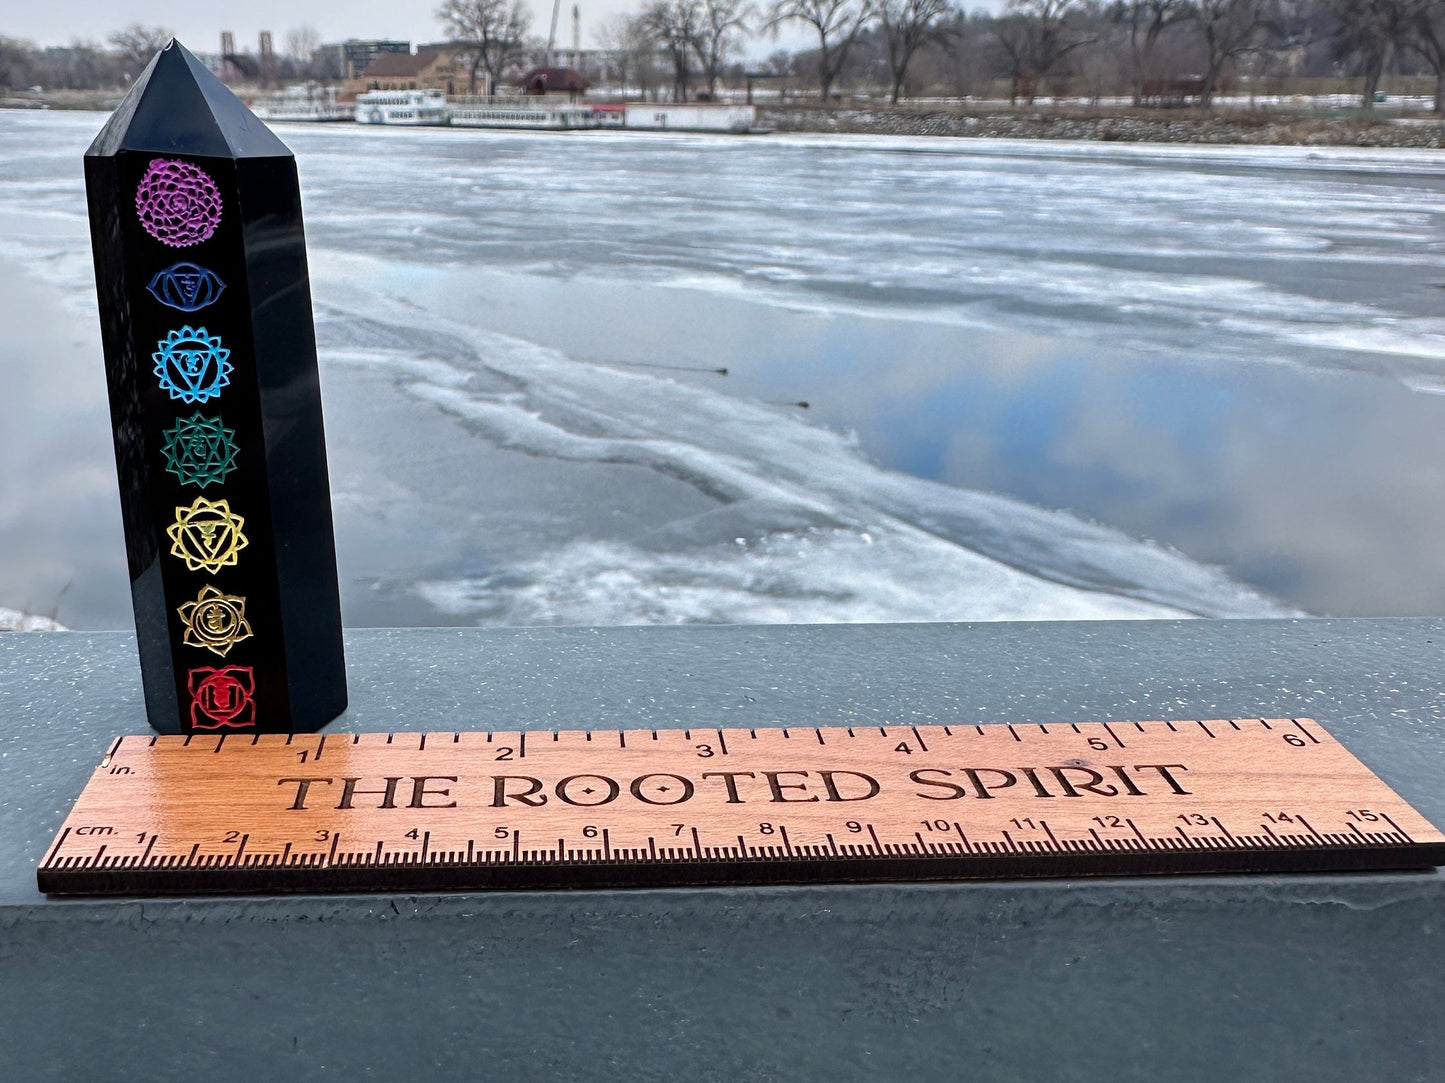 in. 1 2 3 4 5 6
THE ROOTED SPIRIT
cm. 1 2 3 4 5 6 7 8 9 10 11 12 13 14 15